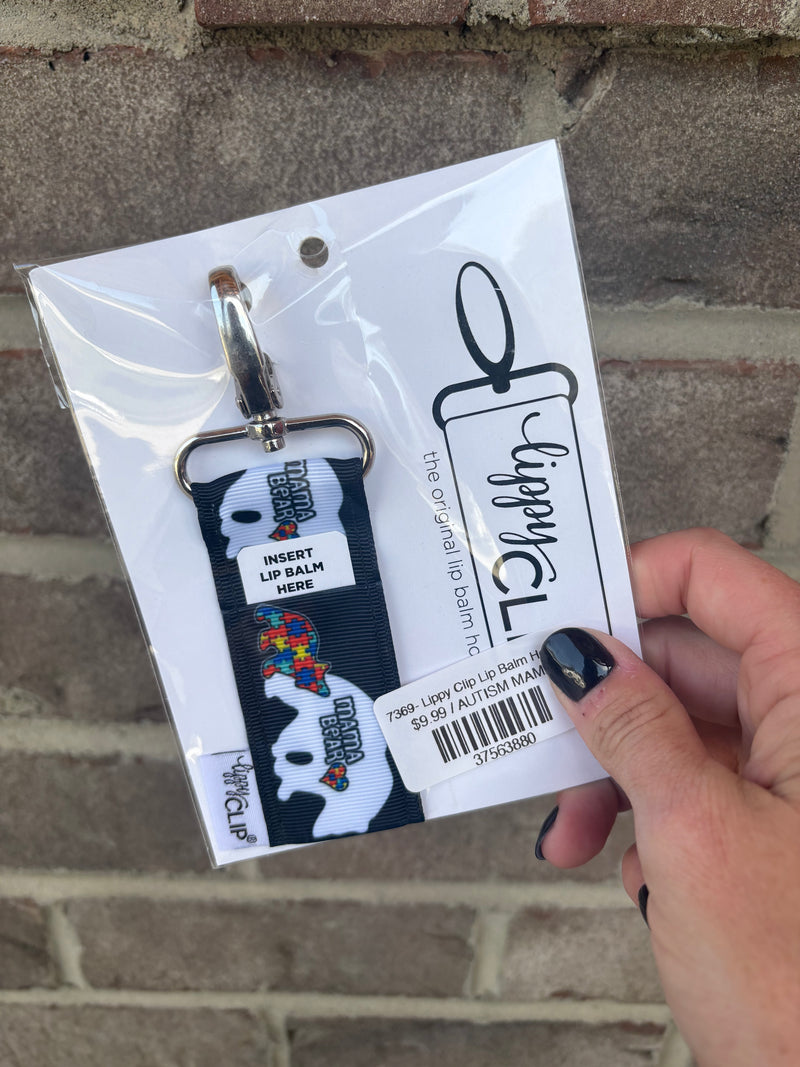 MAMA
BEAR
INSERT
LIP BALM
HERE
MAMA
BEAR
lippy
CLIP®
lippy
the original lip balm
7369- Lippy Clip Lip Balm
$9.99 / AUTISM MAM
37563880